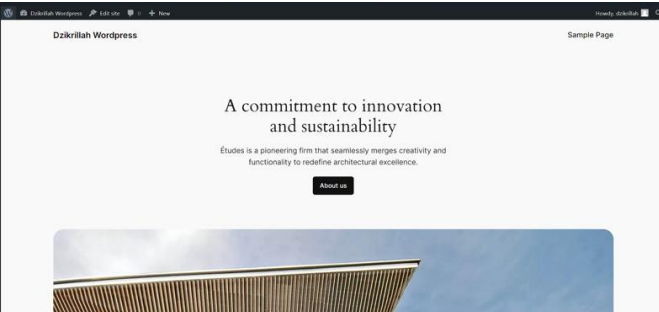 Dzikrillah Wordpress Edit site 0 + New Howdy, dzikrillah
Dzikrillah Wordpress Sample Page
A commitment to innovation
and sustainability
Études is a pioneering firm that seamlessly merges creativity and
functionality to redefine architectural excellence.
About us